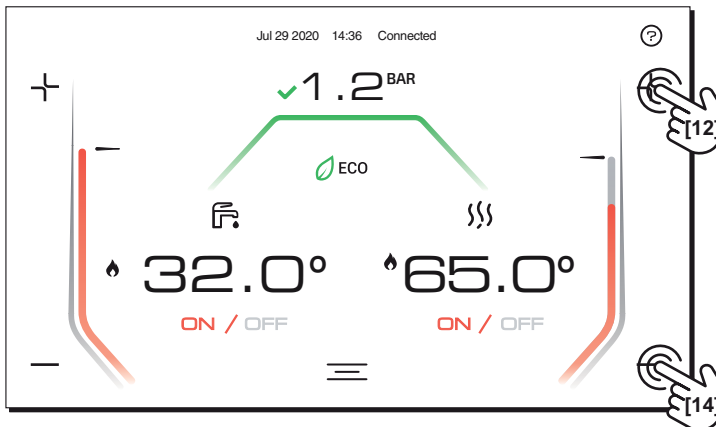 Jul 29 2020 14:36 Connected
?
1.2 BAR
[12]
ECO
32.0° 65.0°
ON / OFF ON / OFF
[14]